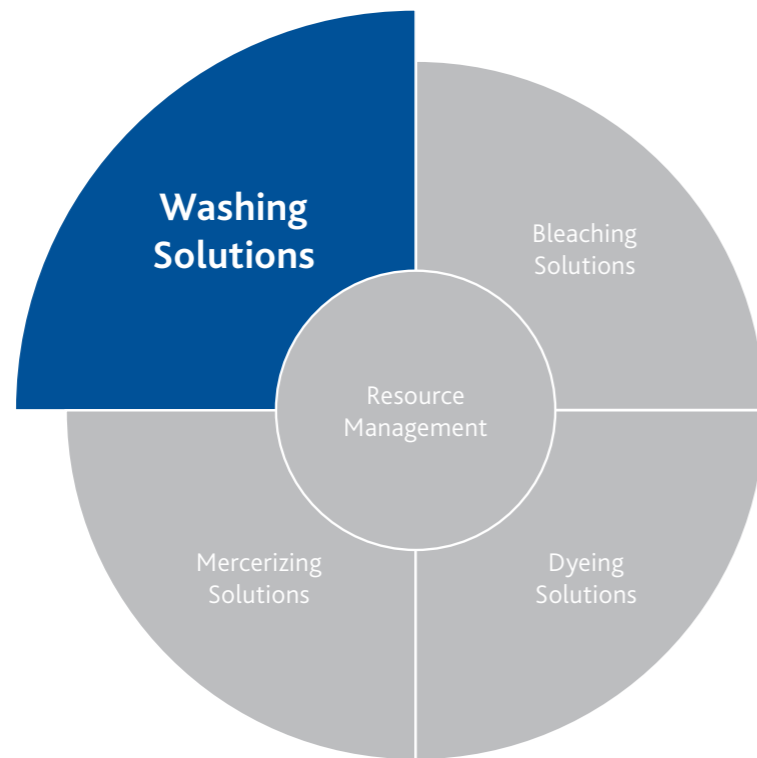 Washing
Solutions
Bleaching
Solutions
Resource
Management
Mercerizing
Solutions
Dyeing
Solutions